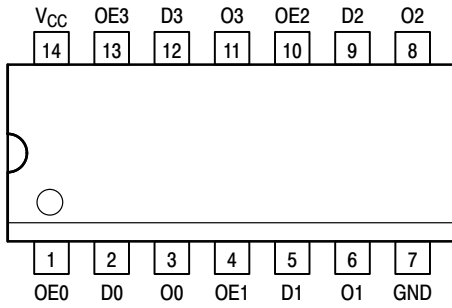 V_CC OE3 D3 O3 OE2 D2 O2
14 13 12 11 10 9 8
1 2 3 4 5 6 7
OE0 D0 O0 OE1 D1 O1 GND